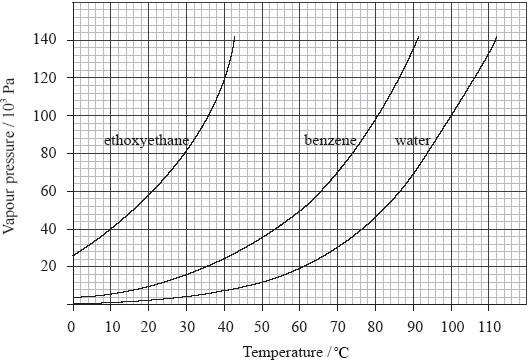 Vapour pressure / 10³ Pa
140
120
100
80
60
40
20
ethoxyethane
benzene
water
0 10 20 30 40 50 60 70 80 90 100 110
Temperature / °C